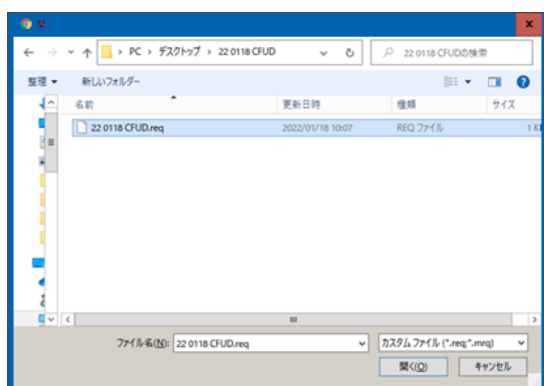 開く
PC › デスクトップ › 22 0118 CFUD
22 0118 CFUDの検索
整理 新しいフォルダー
名前 更新日時 種類 サイズ
22 0118 CFUD.req 2022/01/18 10:07 REQ ファイル 1 K
ファイル名(N): 22 0118 CFUD.req カスタム ファイル (*.req;*.mrq)
開く(O) キャンセル